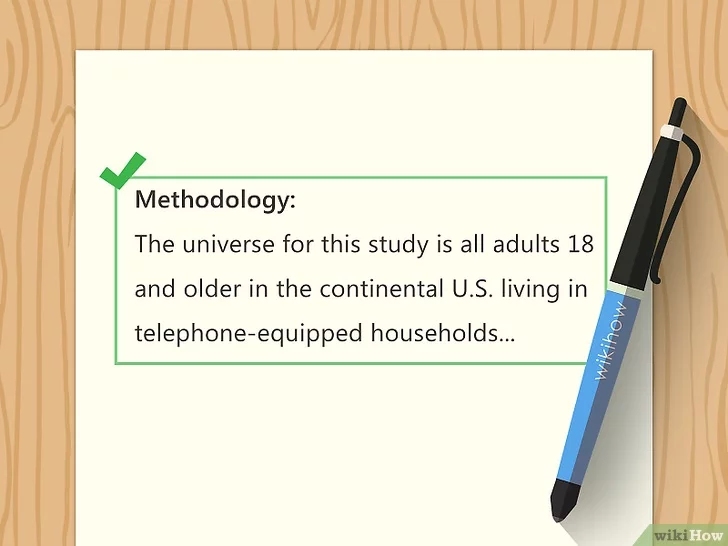 Methodology:
The universe for this study is all adults 18
and older in the continental U.S. living in
telephone-equipped households...
wikihow
wikiHow